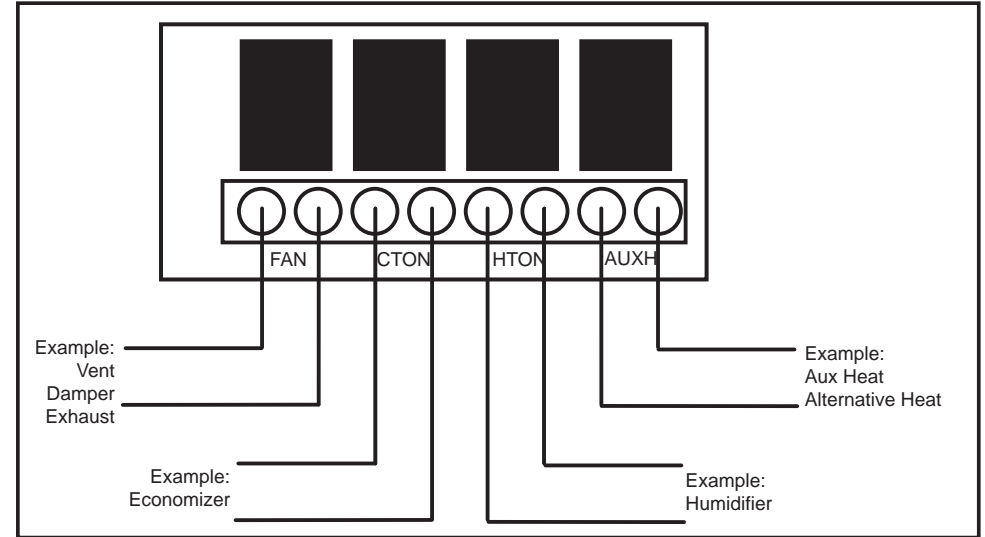 FAN
CTON
HTON
AUXH
Example:
Vent
Damper
Exhaust
Example:
Aux Heat
Alternative Heat
Example:
Economizer
Example:
Humidifier